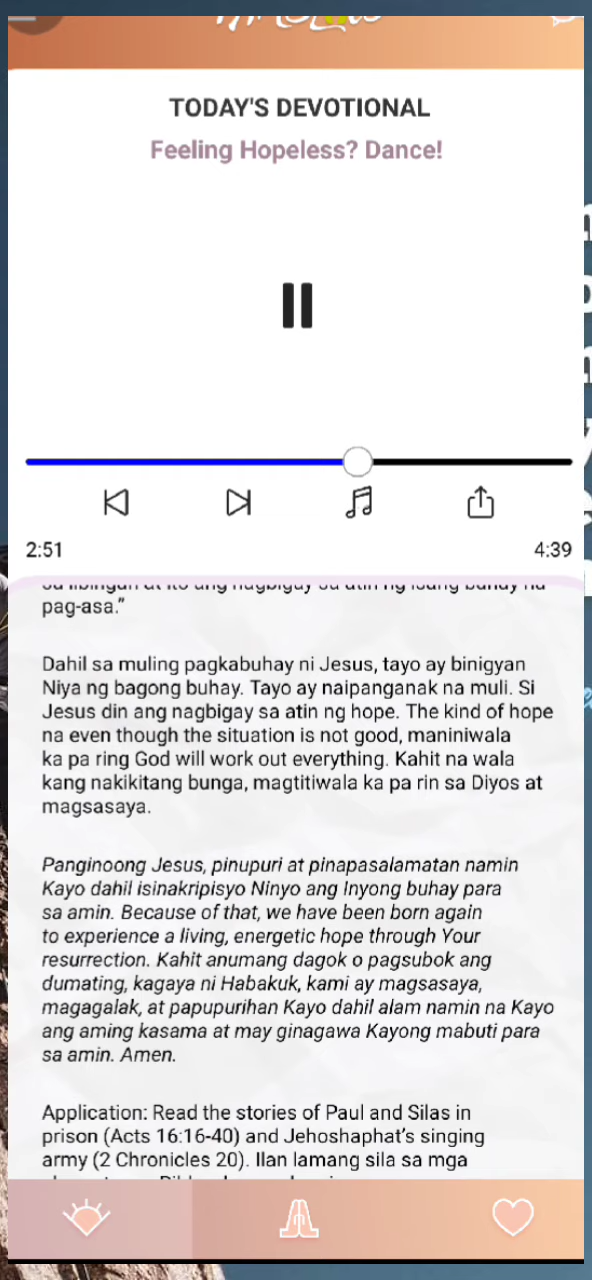 TODAY'S DEVOTIONAL
Feeling Hopeless? Dance!
2:51
4:39
pag-asa."
Dahil sa muling pagkabuhay ni Jesus, tayo ay binigyan
Niya ng bagong buhay. Tayo ay naipanganak na muli. Si
Jesus din ang nagbigay sa atin ng hope. The kind of hope
na even though the situation is not good, maniniwala
ka pa ring God will work out everything. Kahit na wala
kang nakikitang bunga, magtitiwala ka pa rin sa Diyos at
magsasaya.
Panginoong Jesus, pinupuri at pinapasalamatan namin
Kayo dahil isinakripisyo Ninyo ang Inyong buhay para
sa amin. Because of that, we have been born again
to experience a living, energetic hope through Your
resurrection. Kahit anumang dagok o pagsubok ang
dumating, kagaya ni Habakuk, kami ay magsasaya,
magagalak, at papupurihan Kayo dahil alam namin na Kayo
ang aming kasama at may ginagawa Kayong mabuti para
sa amin. Amen.
Application: Read the stories of Paul and Silas in
prison (Acts 16:16-40) and Jehoshaphat's singing
army (2 Chronicles 20). Ilan lamang sila sa mga